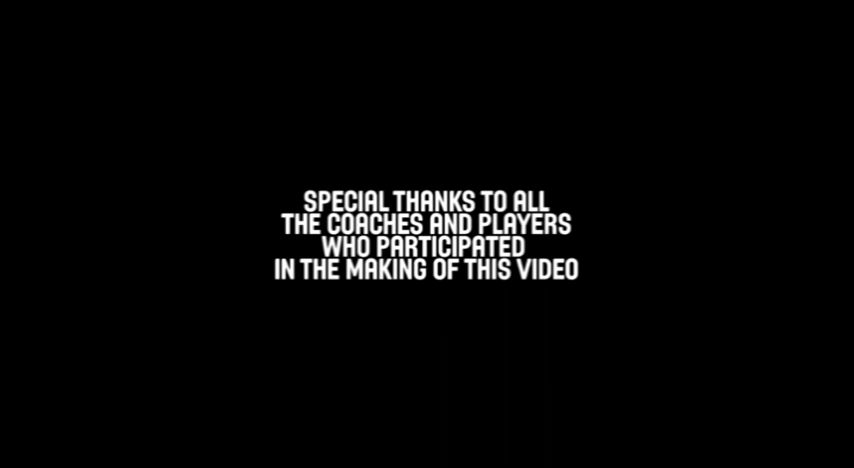 SPECIAL THANKS TO ALL
THE COACHES AND PLAYERS
WHO PARTICIPATED
IN THE MAKING OF THIS VIDEO